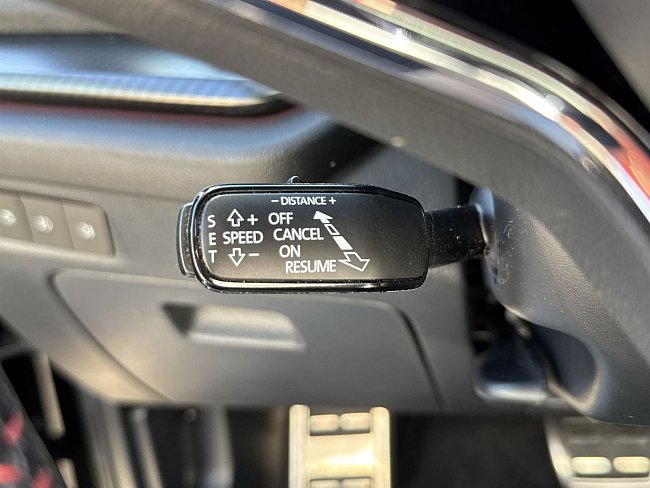 - DISTANCE +
S + OFF
E SPEED CANCEL
T - ON
RESUME